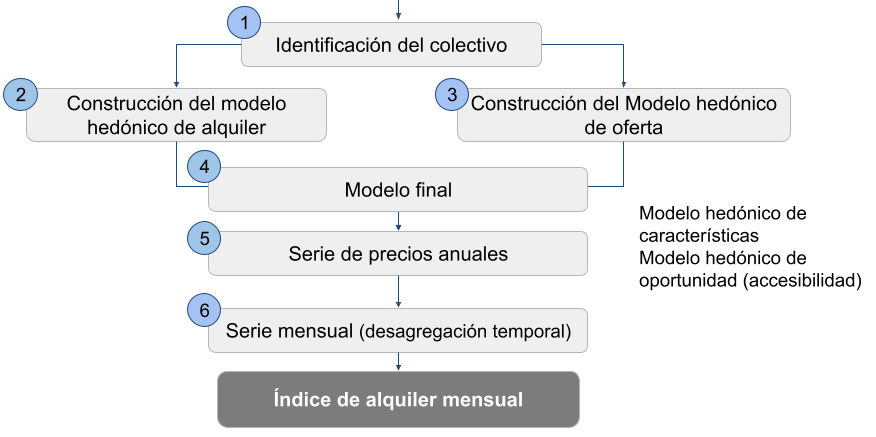 1
Identificación del colectivo
2
Construcción del modelo
hedónico de alquiler
3
Construcción del Modelo hedónico
de oferta
4
Modelo final
Modelo hedónico de
características
Modelo hedónico de
oportunidad (accesibilidad)
5
Serie de precios anuales
6
Serie mensual (desagregación temporal)
Índice de alquiler mensual